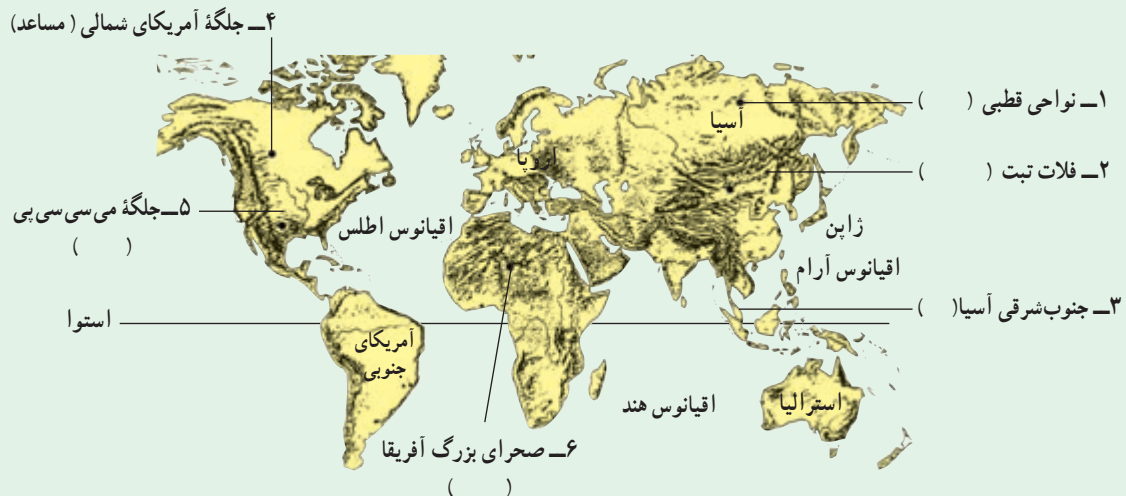 ۴ــ جلگهٔ آمریکای شمالی ( مساعد)
۱ــ نواحی قطبی ( )
آسیا
اروپا
۲ــ فلات تبت ( )
۵ــ جلگهٔ می‌سی‌سی‌پی
( )
اقیانوس اطلس
ژاپن
اقیانوس آرام
۳ــ جنوب‌شرقی آسیا( )
استوا
آمریکای
جنوبی
اقیانوس هند
استرالیا
۶ــ صحرای بزرگ آفریقا
( )